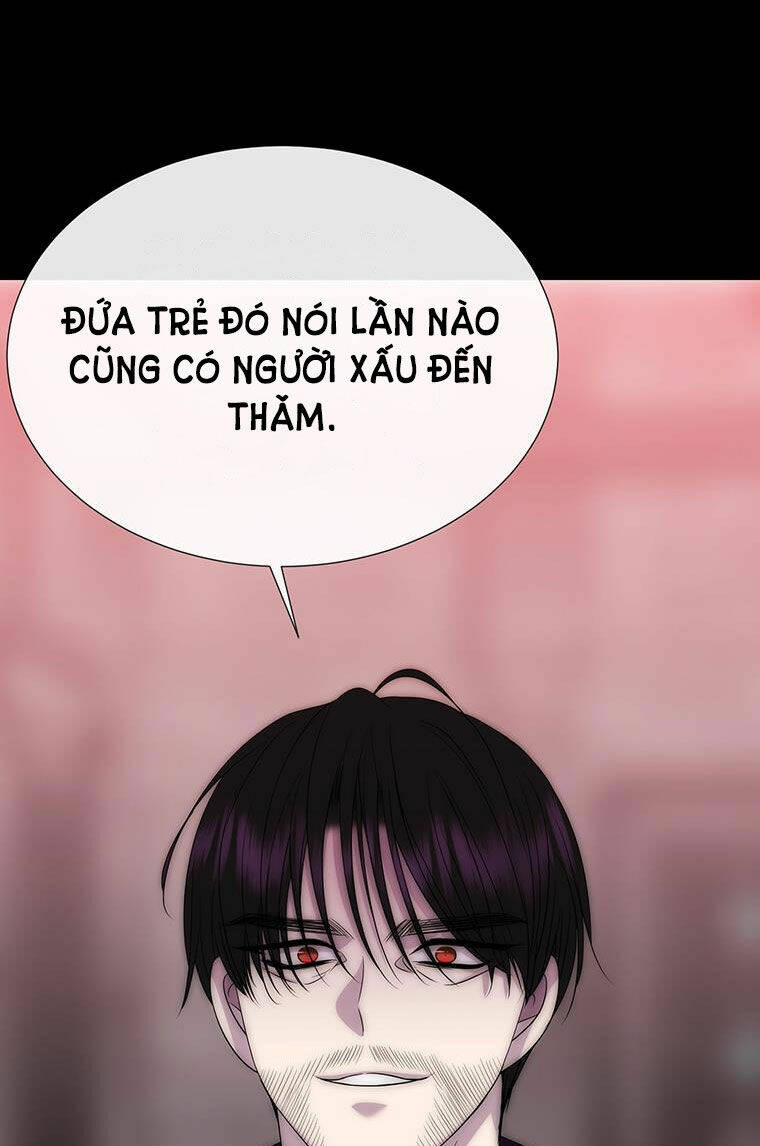 ĐỨA TRẺ ĐÓ NÓI LẦN NÀO
CŨNG CÓ NGƯỜI XẤU ĐẾN
THĂM.